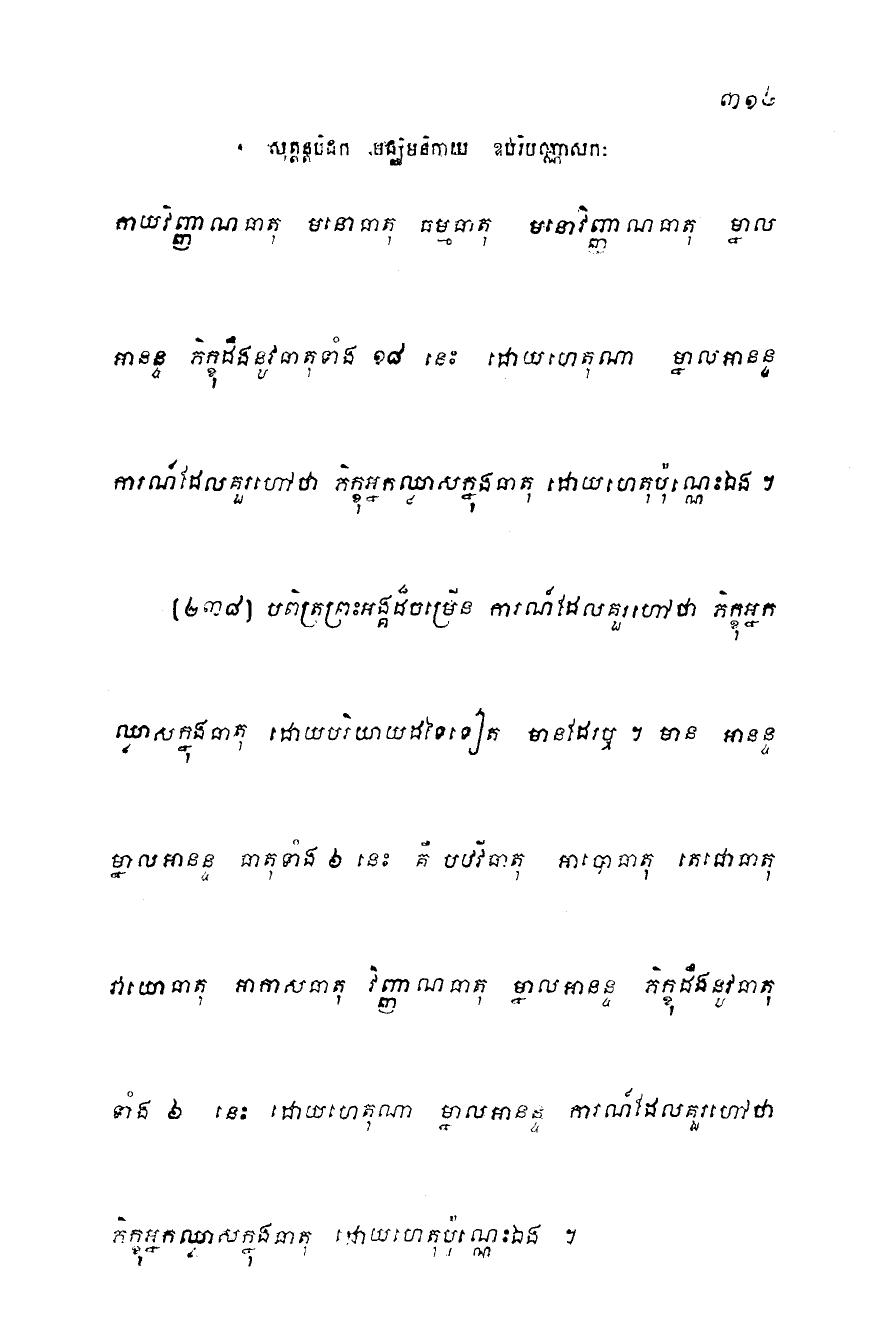 ៣១៤
សុត្តន្តបិដក មជ្ឈិមនិកាយ ឧបរិបណ្ណាសកៈ
កាយវិញ្ញាណធាតុ មនោធាតុ ធម្មធាតុ មនោវិញ្ញាណធាតុ ម្នាល
អានន្ទ ភិក្ខុដឹងនូវធាតុទាំង ១៨ នេះ ដោយហេតុណា ម្នាលអានន្ទ
ការណ៍ដែលគួរហៅថា ភិក្ខុអ្នកឈ្លាសក្នុងធាតុ ដោយហេតុប៉ុណ្ណេះឯង ។
[២៣៨] បពិត្រព្រះអង្គដ៏ចម្រើន ការណ៍ដែលគួរហៅថា ភិក្ខុអ្នក
ឈ្លាសក្នុងធាតុ ដោយបរិយាយដទៃទៀត មានដែរឬ ។ មាន អានន្ទ
ម្នាលអានន្ទ ធាតុទាំង ៦ នេះ គឺ បឋវីធាតុ អាបោធាតុ តេជោធាតុ
វាយោធាតុ អាកាសធាតុ វិញ្ញាណធាតុ ម្នាលអានន្ទ ភិក្ខុដឹងនូវធាតុ
ទាំង ៦ នេះ ដោយហេតុណា ម្នាលអានន្ទ ការណ៍ដែលគួរហៅថា
ភិក្ខុអ្នកឈ្លាសក្នុងធាតុ ដោយហេតុប៉ុណ្ណេះឯង ។